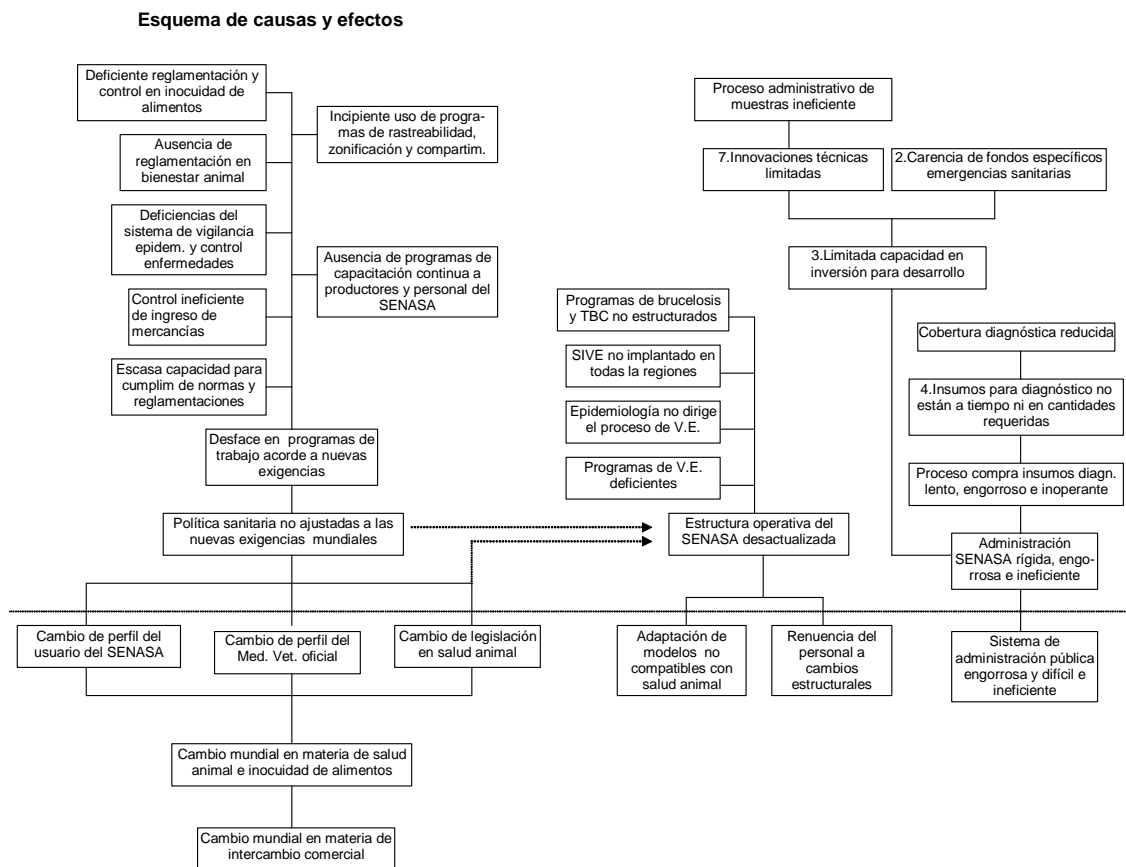 Esquema de causas y efectos
Deficiente reglamentación y
control en inocuidad de
alimentos
Incipiente uso de progra-
mas de rastreabilidad,
zonificación y compartim.
Ausencia de
reglamentación en
bienestar animal
Deficiencias del
sistema de vigilancia
epidem. y control
enfermedades
Ausencia de programas de
capacitación continua a
productores y personal del
SENASA
Control ineficiente
de ingreso de
mercancías
Escasa capacidad para
cumplim de normas y
reglamentaciones
Desface en programas de
trabajo acorde a nuevas
exigencias
Política sanitaria no ajustadas a las
nuevas exigencias mundiales
Proceso administrativo de
muestras ineficiente
7.Innovaciones técnicas
limitadas
2.Carencia de fondos específicos
emergencias sanitarias
3.Limitada capacidad en
inversión para desarrollo
Programas de brucelosis
y TBC no estructurados
SIVE no implantado en
todas la regiones
Epidemiología no dirige
el proceso de V.E.
Programas de V.E.
deficientes
Estructura operativa del
SENASA desactualizada
Cobertura diagnóstica reducida
4.Insumos para diagnóstico no
están a tiempo ni en cantidades
requeridas
Proceso compra insumos diagn.
lento, engorroso e inoperante
Administración
SENASA rígida, engo-
rrosa e ineficiente
Cambio de perfil del
usuario del SENASA
Cambio de perfil del
Med. Vet. oficial
Cambio de legislación
en salud animal
Adaptación de
modelos no
compatibles con
salud animal
Renuencia del
personal a
cambios
estructurales
Sistema de
administración pública
engorrosa y difícil e
ineficiente
Cambio mundial en materia de salud
animal e inocuidad de alimentos
Cambio mundial en materia de
intercambio comercial